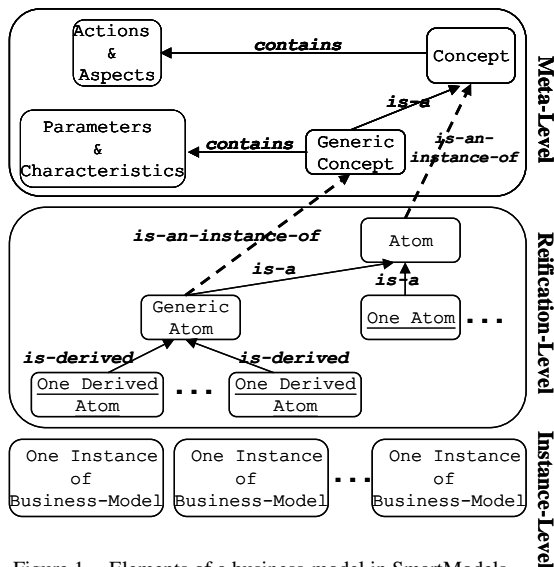 Actions
&
Aspects
contains
Concept
Meta-Level
is-a
is-an-
instance-of
Parameters
&
Characteristics
contains
Generic
Concept
is-an-instance-of
Atom
Reification-Level
is-a
is-a
Generic
Atom
One Atom
...
is-derived
is-derived
One Derived
Atom
...
One Derived
Atom
One Instance
of
Business-Model
One Instance
of
Business-Model
...
One Instance
of
Business-Model
Instance-Level
Figure 1. Elements of a business-model in SmartModels